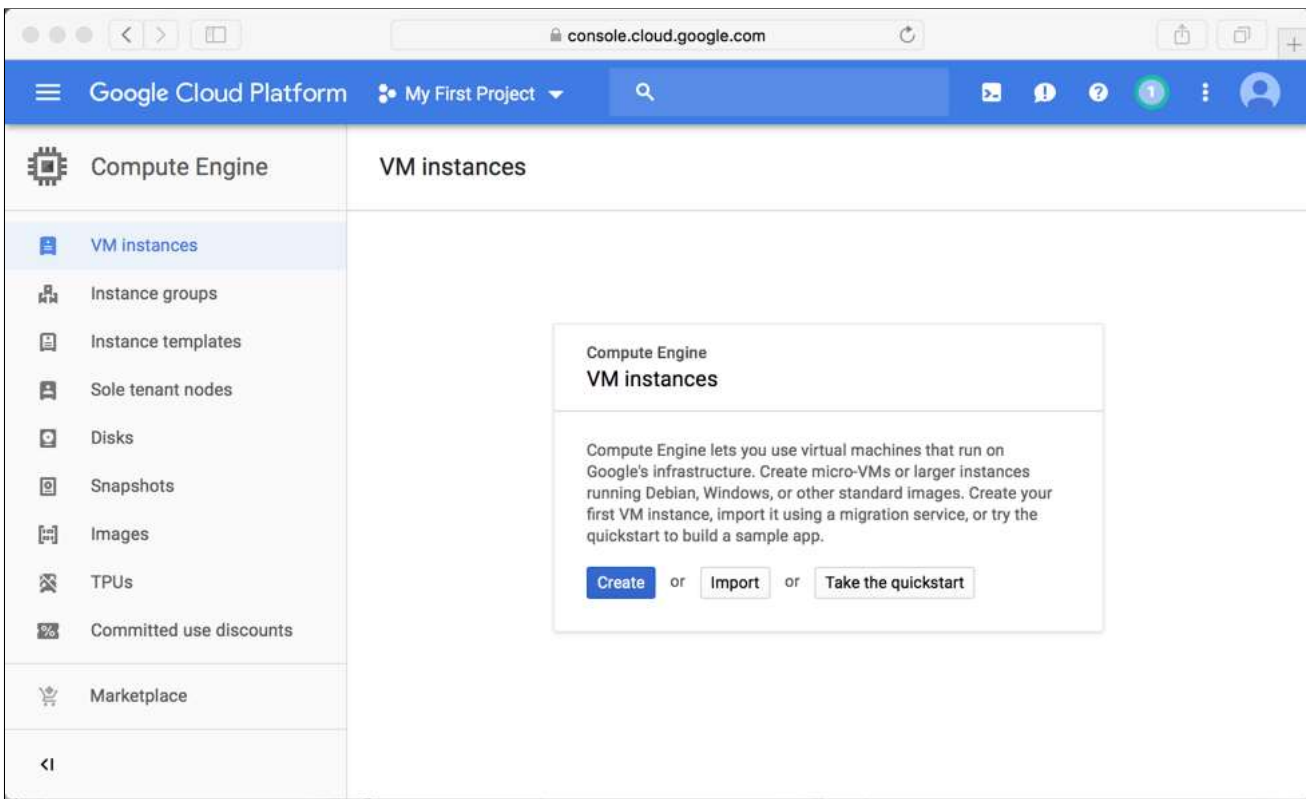 console.cloud.google.com
Google Cloud Platform
My First Project
1
Compute Engine
VM instances
VM instances
Instance groups
Instance templates
Sole tenant nodes
Disks
Snapshots
Images
TPUs
Committed use discounts
Marketplace
Compute Engine
VM instances
Compute Engine lets you use virtual machines that run on
Google's infrastructure. Create micro-VMs or larger instances
running Debian, Windows, or other standard images. Create your
first VM instance, import it using a migration service, or try the
quickstart to build a sample app.
Create or Import or Take the quickstart